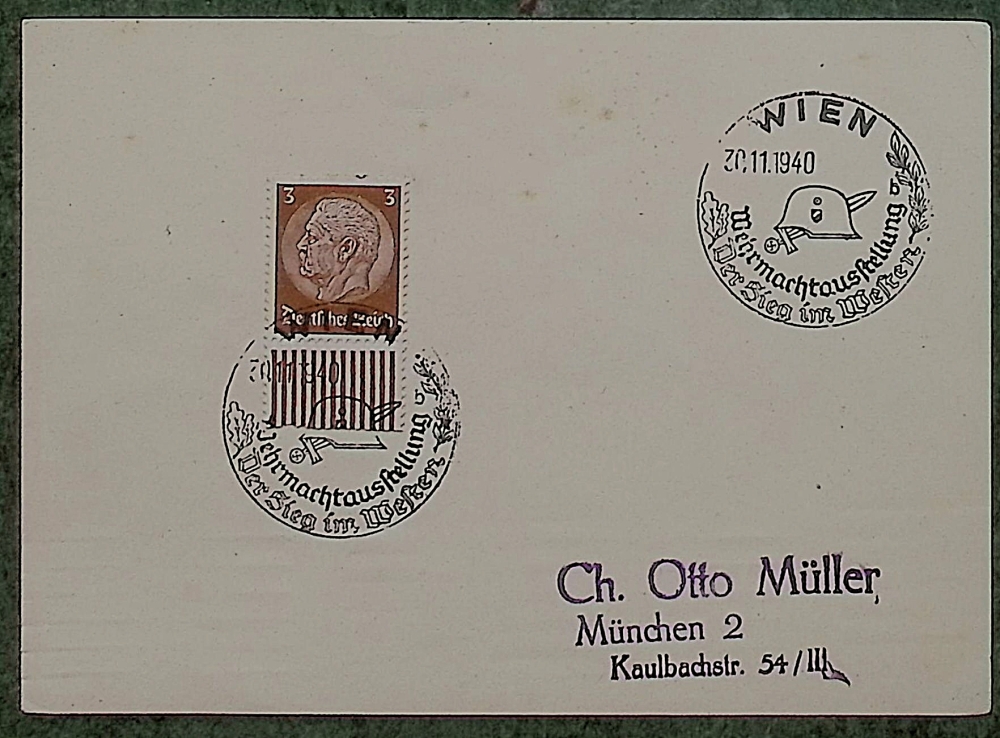 WIEN
30.11.1940
b
Wehrmachtausstellung
Der Sieg im Westen
3 3
Deutsches Reich
30.11.1940
b
Wehrmachtausstellung
Der Sieg im Westen
Ch. Otto Müller,
München 2
Kaulbachstr. 54/III